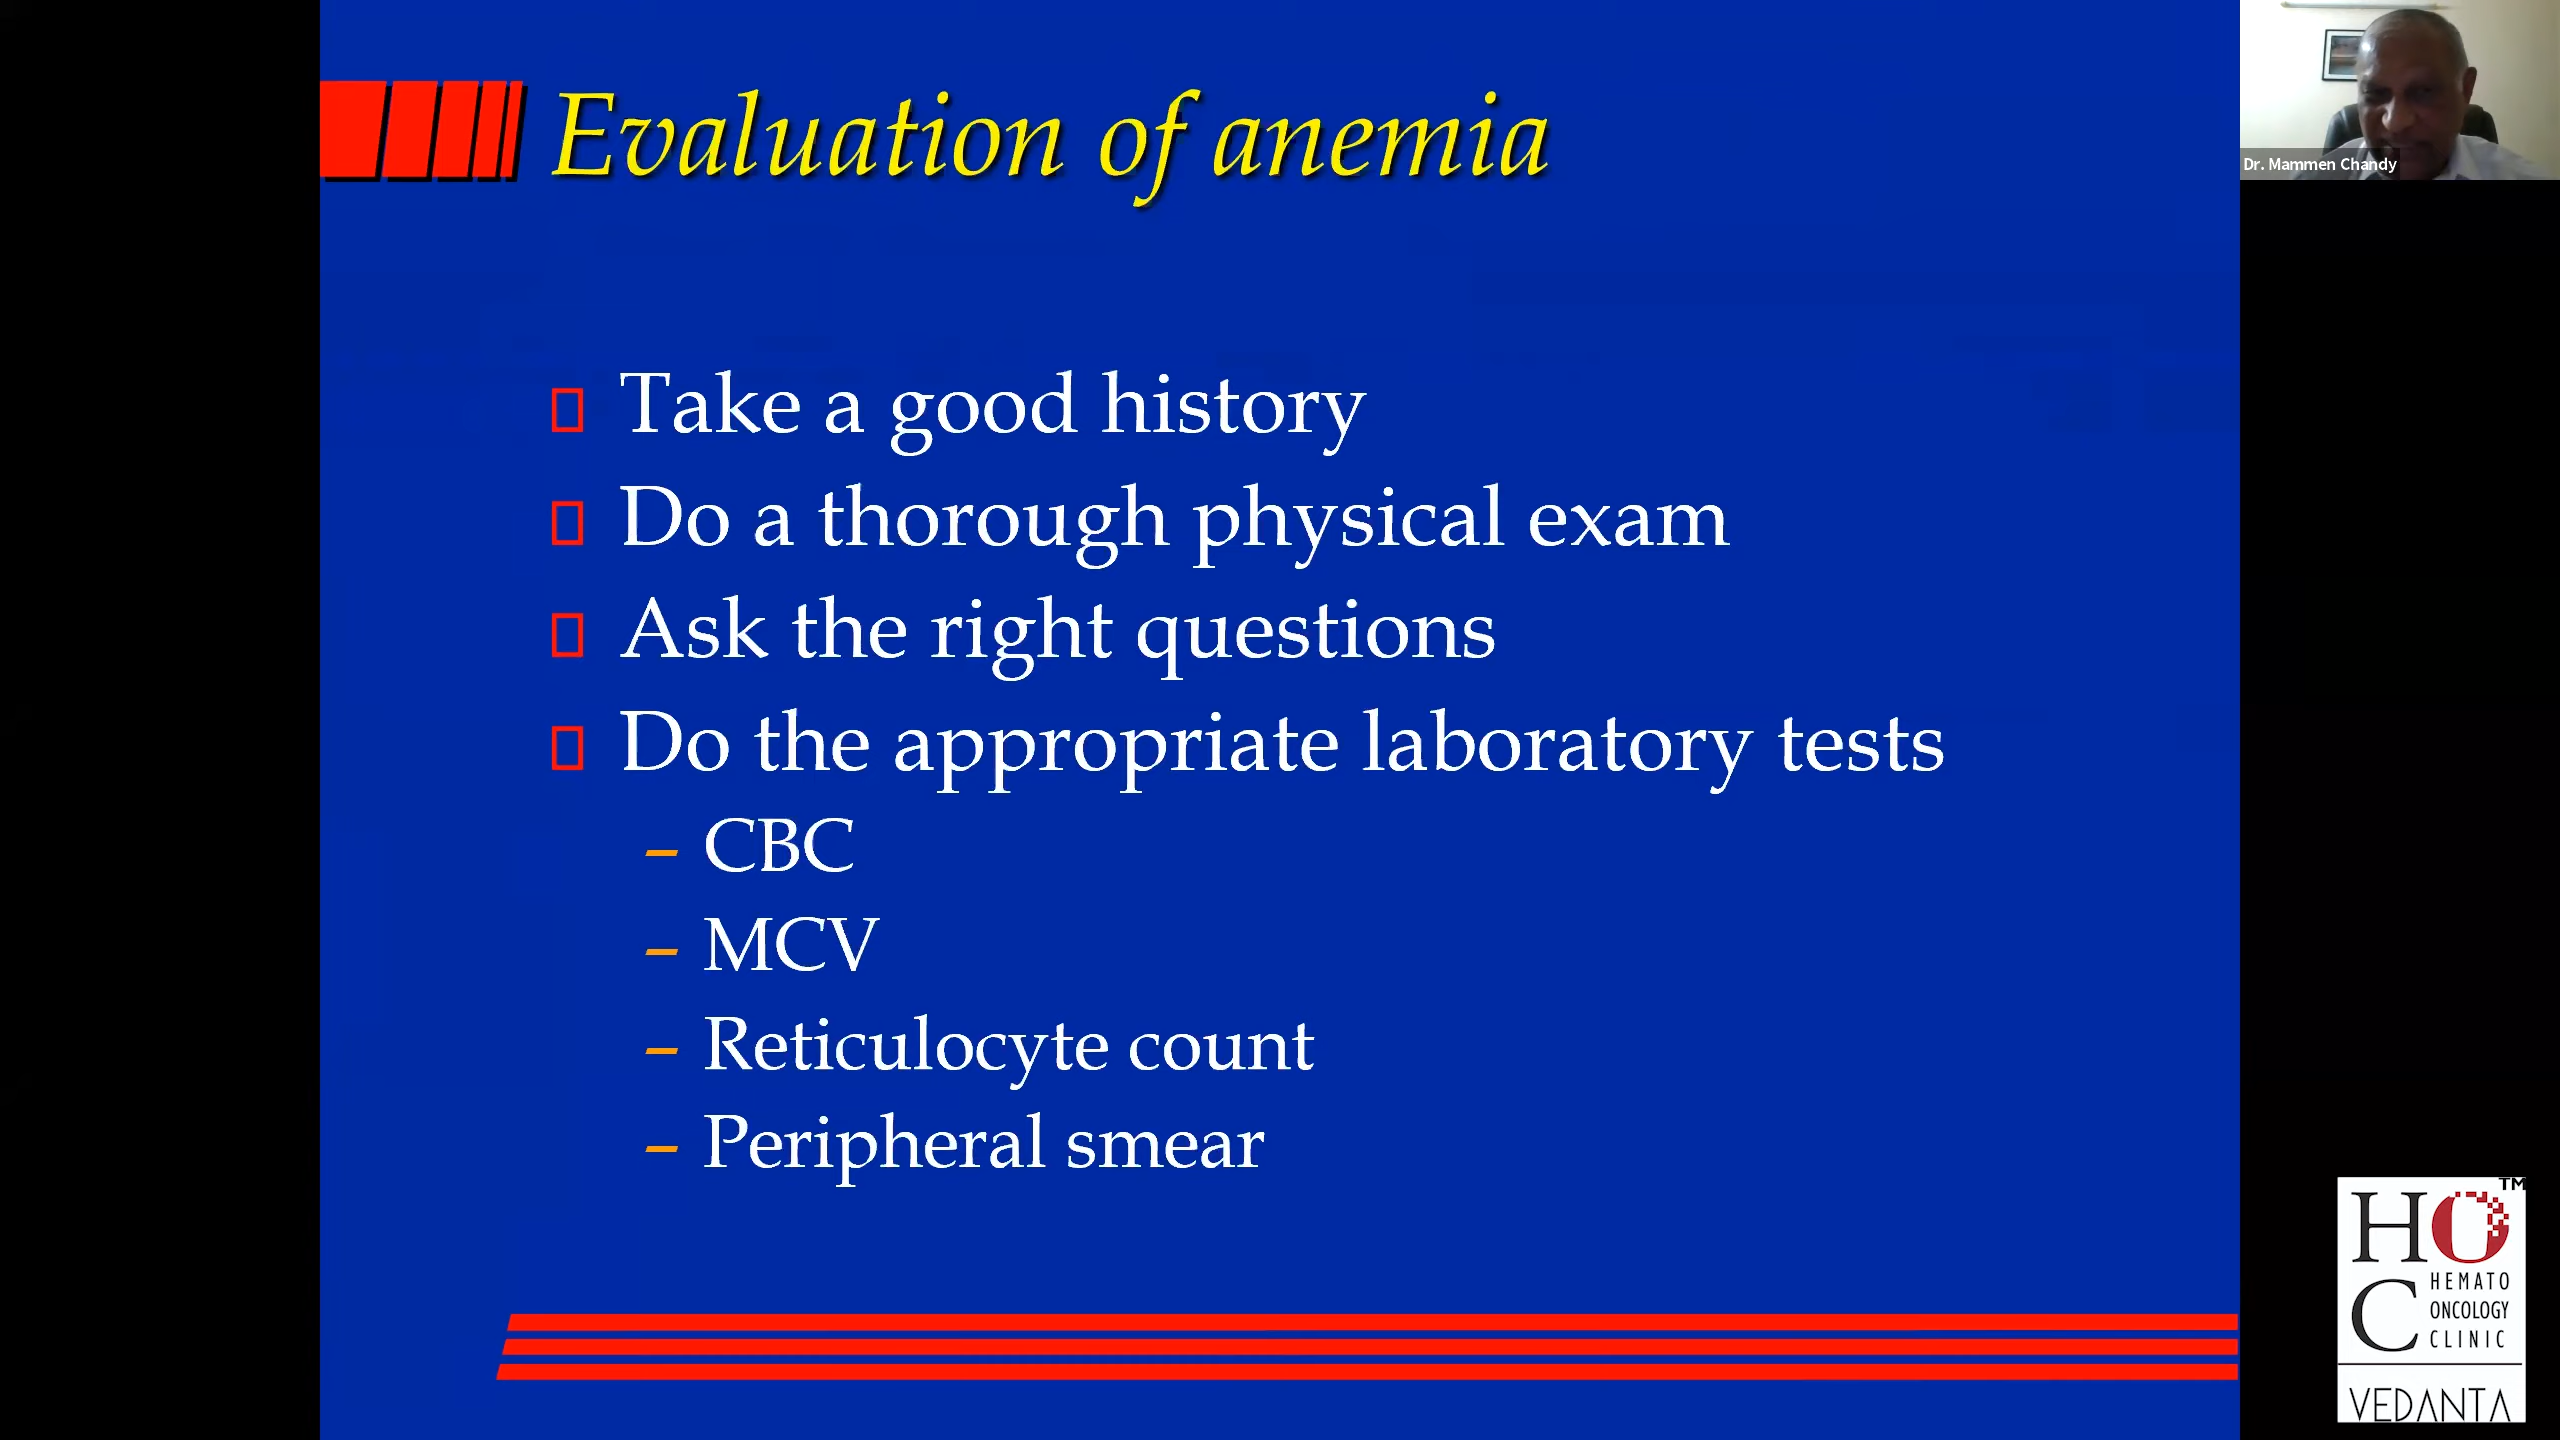 Evaluation of anemia
Dr. Mammen Chandy
Take a good history
Do a thorough physical exam
Ask the right questions
Do the appropriate laboratory tests
– CBC
– MCV
– Reticulocyte count
– Peripheral smear
HOC™
HEMATO
ONCOLOGY
CLINIC
VEDANTA